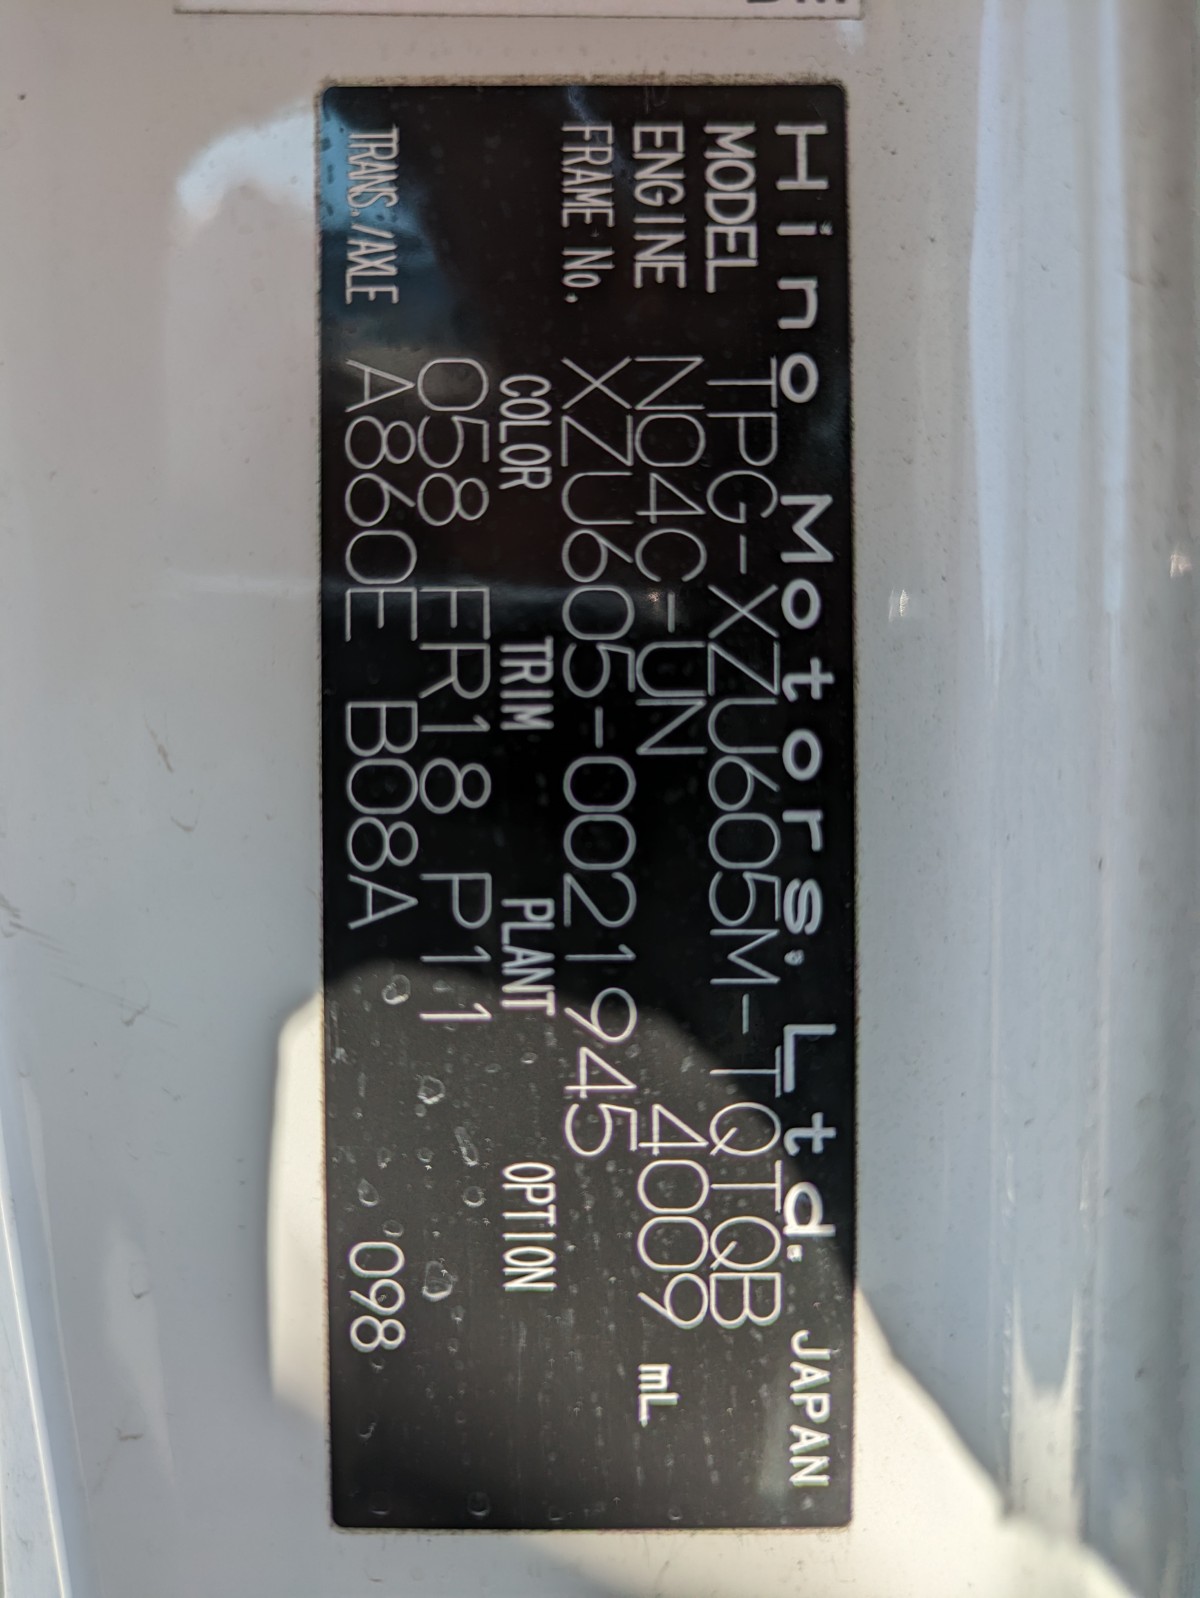 Hino Motors, Ltd. JAPAN
MODEL TPG-XZU605M-TQTQB
ENGINE N04C-UN 4009 mL
FRAME No. XZU605-0021945
COLOR TRIM PLANT OPTION
058 FR18 P11
TRANS./AXLE A860E B08A 098